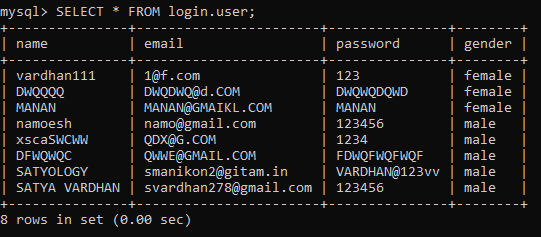 mysql> SELECT * FROM login.user;
+---------------+------------------------+-------------+--------+
| name          | email                  | password    | gender |
+---------------+------------------------+-------------+--------+
| vardhan111    | 1@f.com                | 123         | female |
| DWQQQQ        | DWQDWQ@d.COM           | DWQWQDQWD   | female |
| MANAN         | MANAN@GMAIKL.COM       | MANAN       | female |
| namoesh       | namo@gmail.com         | 123456      | male   |
| xscaSWCWW     | QDX@G.COM              | 1234        | male   |
| DFWQWQC       | QWWE@GMAIL.COM         | FDWQFWQFWQF | male   |
| SATYOLOGY     | smanikon2@gitam.in     | VARDHAN@123vv | male   |
| SATYA VARDHAN | svardhan278@gmail.com | 123456      | male   |
+---------------+------------------------+-------------+--------+
8 rows in set (0.00 sec)